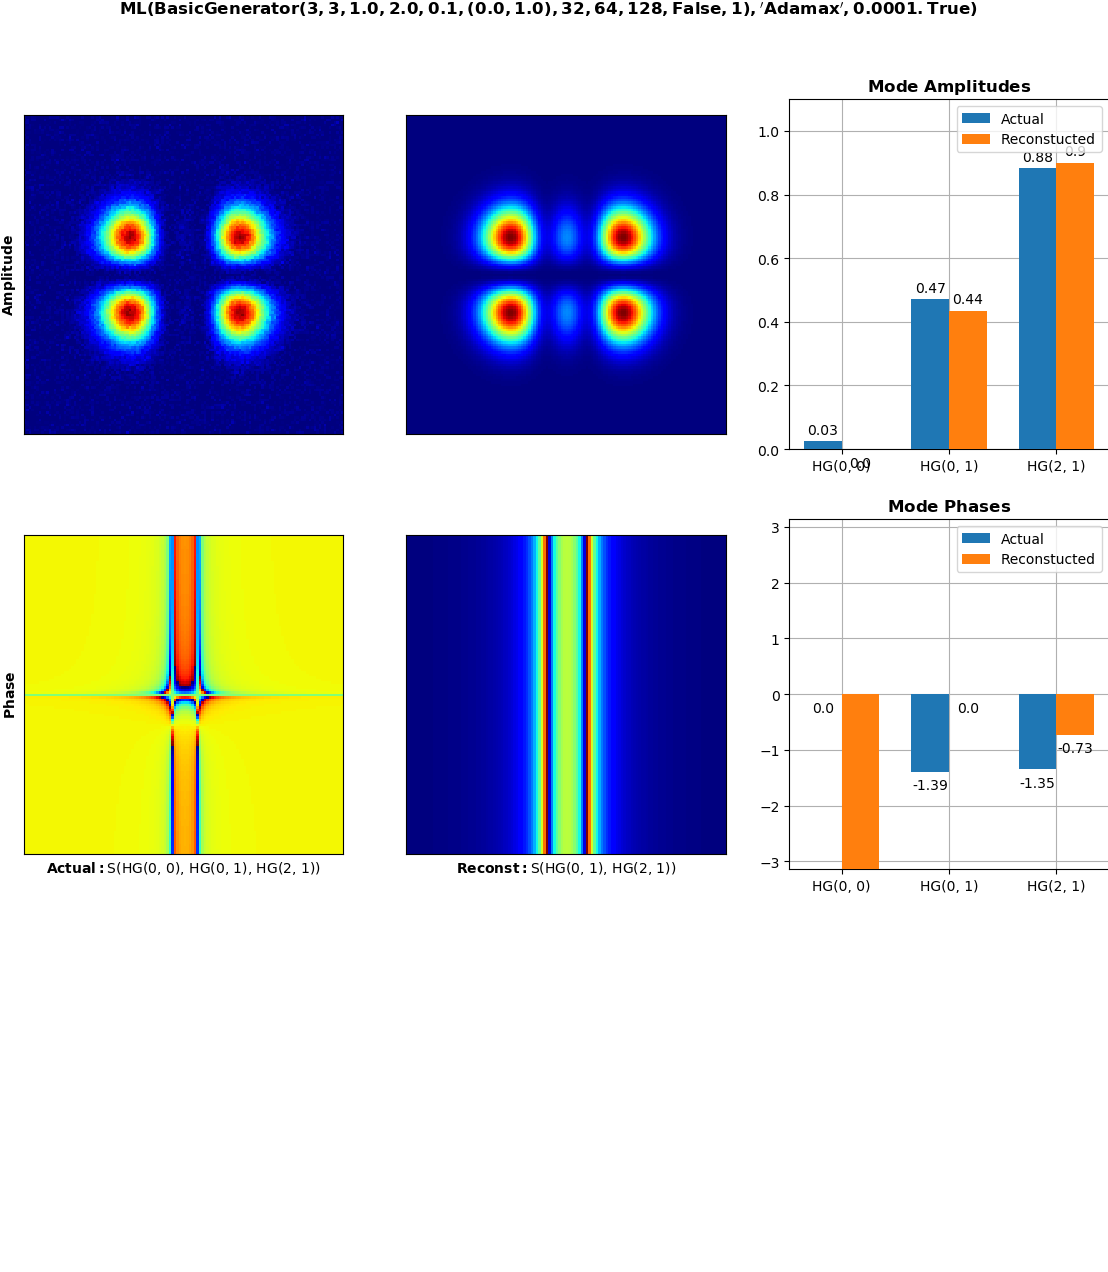 ML(BasicGenerator(3, 3, 1.0, 2.0, 0.1, (0.0, 1.0), 32, 64, 128, False, 1), ′Adamax′, 0.0001. True)
Amplitude
Mode Amplitudes
Actual
Reconstucted
1.0
0.8
0.6
0.4
0.2
0.0
0.03
0.0
0.47
0.44
0.88
0.9
HG(0, 0)
HG(0, 1)
HG(2, 1)
Phase
Actual: S(HG(0, 0), HG(0, 1), HG(2, 1))
Reconst: S(HG(0, 1), HG(2, 1))
Mode Phases
Actual
Reconstucted
3
2
1
0
−1
−2
−3
0.0
-1.39
0.0
-1.35
-0.73
HG(0, 0)
HG(0, 1)
HG(2, 1)